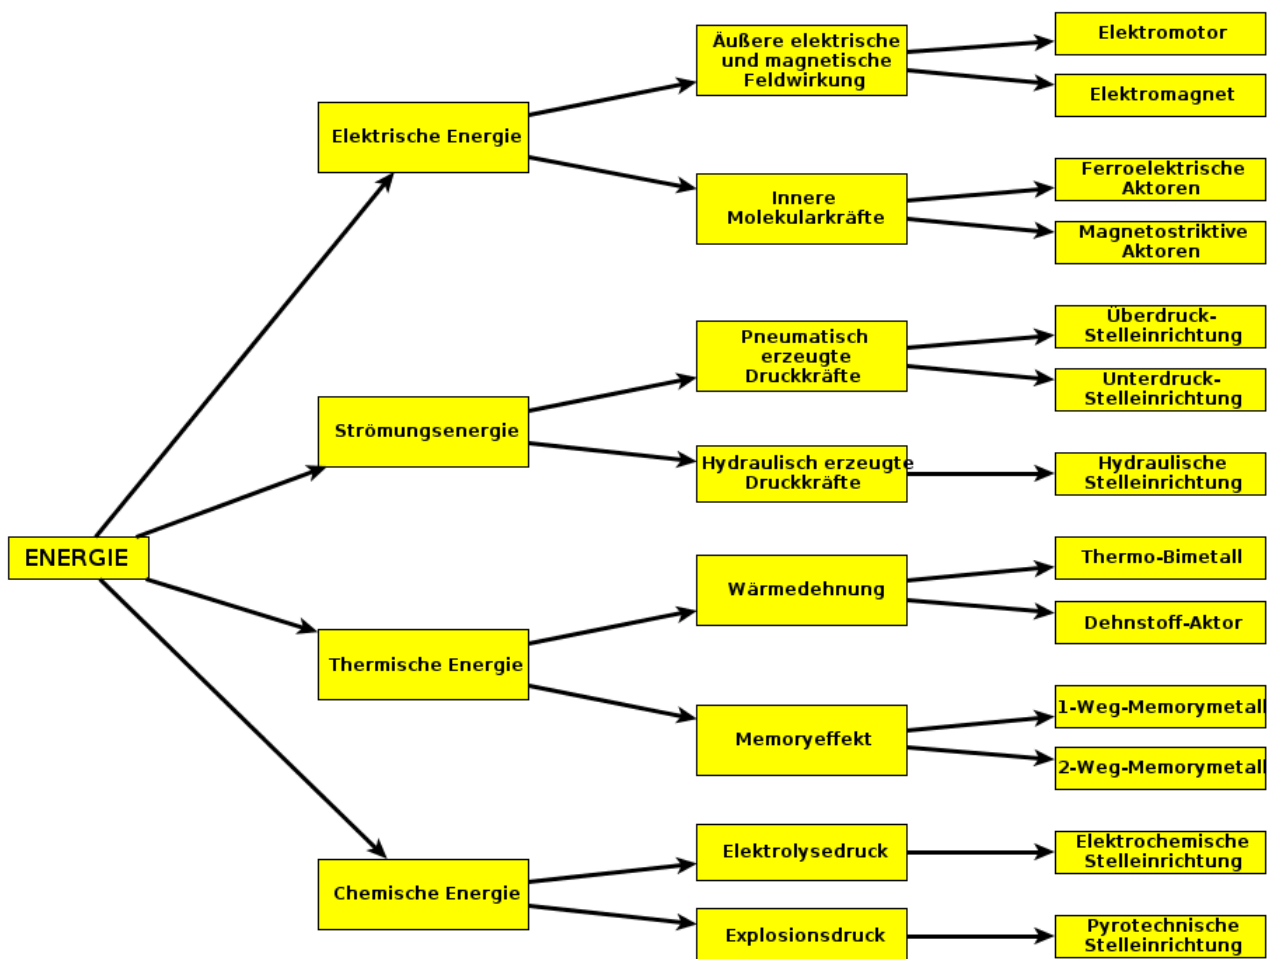 ENERGIE
Elektrische Energie
Äußere elektrische
und magnetische
Feldwirkung
Elektromotor
Elektromagnet
Innere
Molekularkräfte
Ferroelektrische
Aktoren
Magnetostriktive
Aktoren
Strömungsenergie
Pneumatisch
erzeugte
Druckkräfte
Überdruck-
Stelleinrichtung
Unterdruck-
Stelleinrichtung
Hydraulisch erzeugte
Druckkräfte
Hydraulische
Stelleinrichtung
Thermische Energie
Wärmedehnung
Thermo-Bimetall
Dehnstoff-Aktor
Memoryeffekt
1-Weg-Memorymetall
2-Weg-Memorymetall
Chemische Energie
Elektrolysedruck
Elektrochemische
Stelleinrichtung
Explosionsdruck
Pyrotechnische
Stelleinrichtung